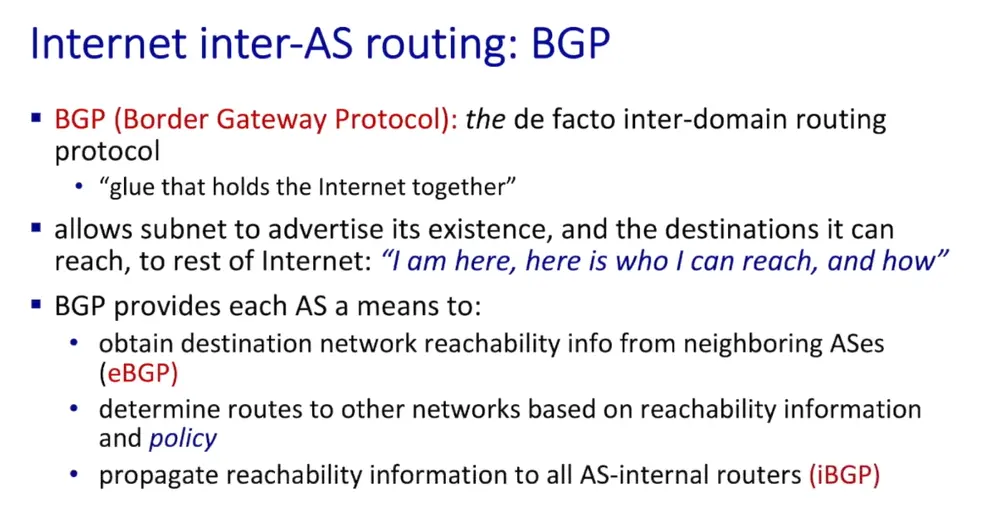 Internet inter-AS routing: BGP
▪ BGP (Border Gateway Protocol): the de facto inter-domain routing
protocol
• “glue that holds the Internet together”
▪ allows subnet to advertise its existence, and the destinations it can
reach, to rest of Internet: “I am here, here is who I can reach, and how”
▪ BGP provides each AS a means to:
• obtain destination network reachability info from neighboring ASes
(eBGP)
• determine routes to other networks based on reachability information
and policy
• propagate reachability information to all AS-internal routers (iBGP)